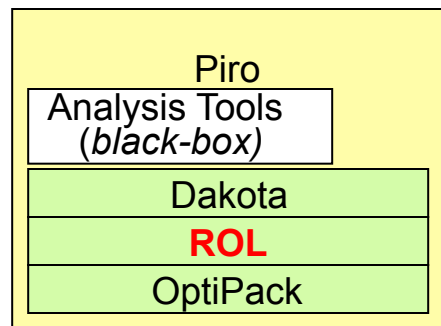 Piro
Analysis Tools
(black-box)
Dakota
ROL
OptiPack